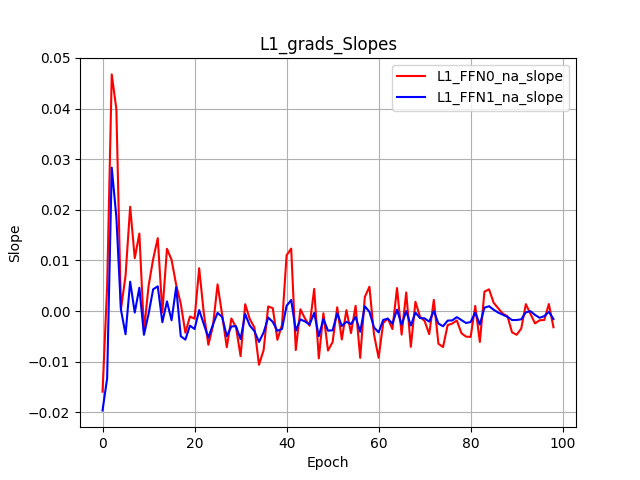 L1_grads_Slopes
L1_FFN0_na_slope
L1_FFN1_na_slope
Slope
0.05
0.04
0.03
0.02
0.01
0.00
−0.01
−0.02
0 20 40 60 80 100
Epoch